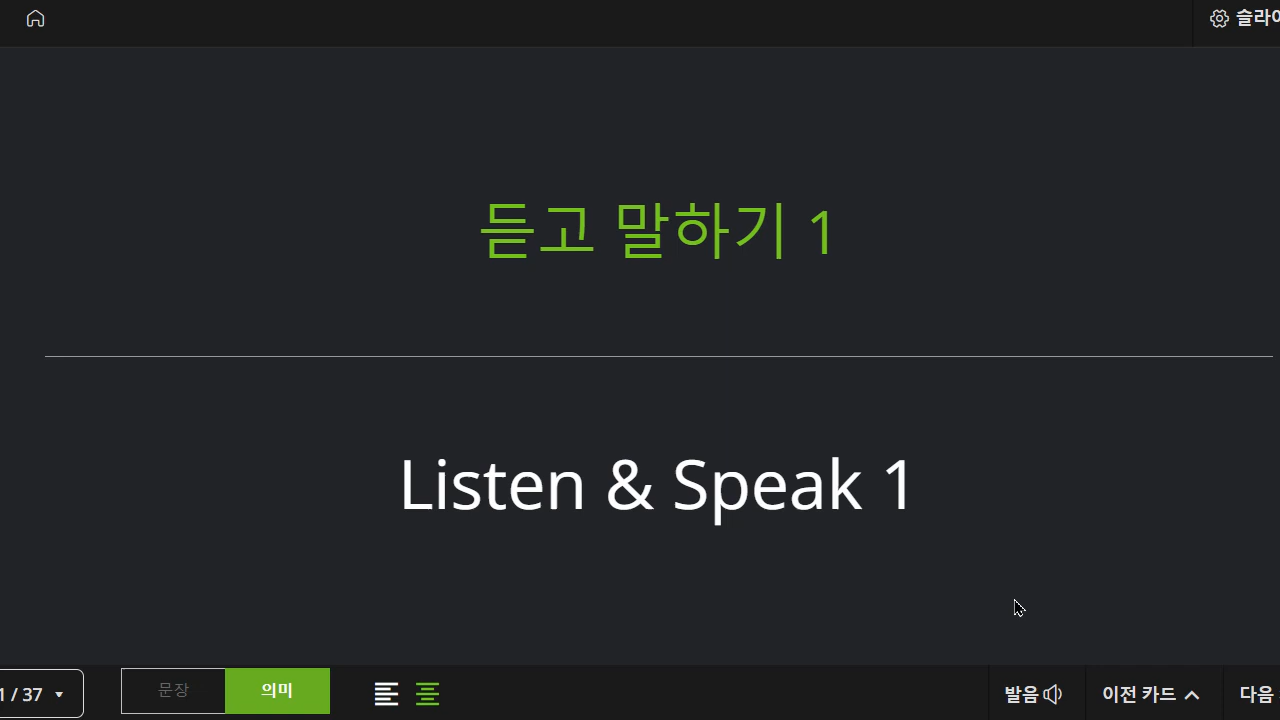 슬라이
듣고 말하기 1
Listen & Speak 1
1 / 37
문장
의미
발음
이전 카드
다음